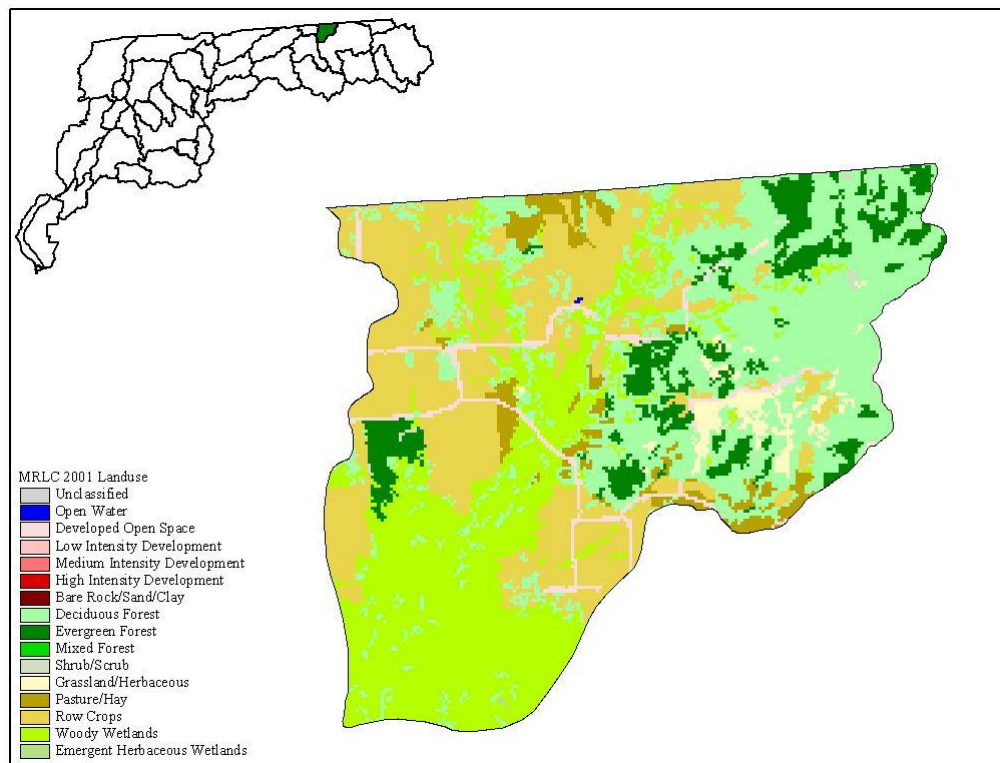 MRLC 2001 Landuse
Unclassified
Open Water
Developed Open Space
Low Intensity Development
Medium Intensity Development
High Intensity Development
Bare Rock/Sand/Clay
Deciduous Forest
Evergreen Forest
Mixed Forest
Shrub/Scrub
Grassland/Herbaceous
Pasture/Hay
Row Crops
Woody Wetlands
Emergent Herbaceous Wetlands